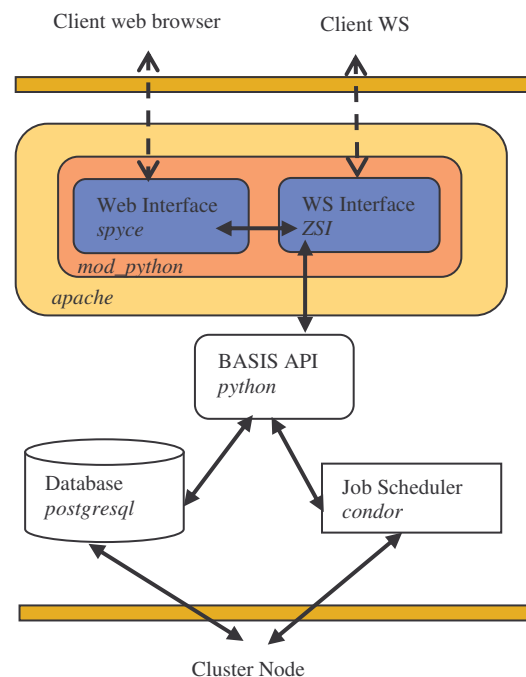 Client web browser
Client WS
Web Interface
spyce
WS Interface
ZSI
mod_python
apache
BASIS API
python
Database
postgresql
Job Scheduler
condor
Cluster Node